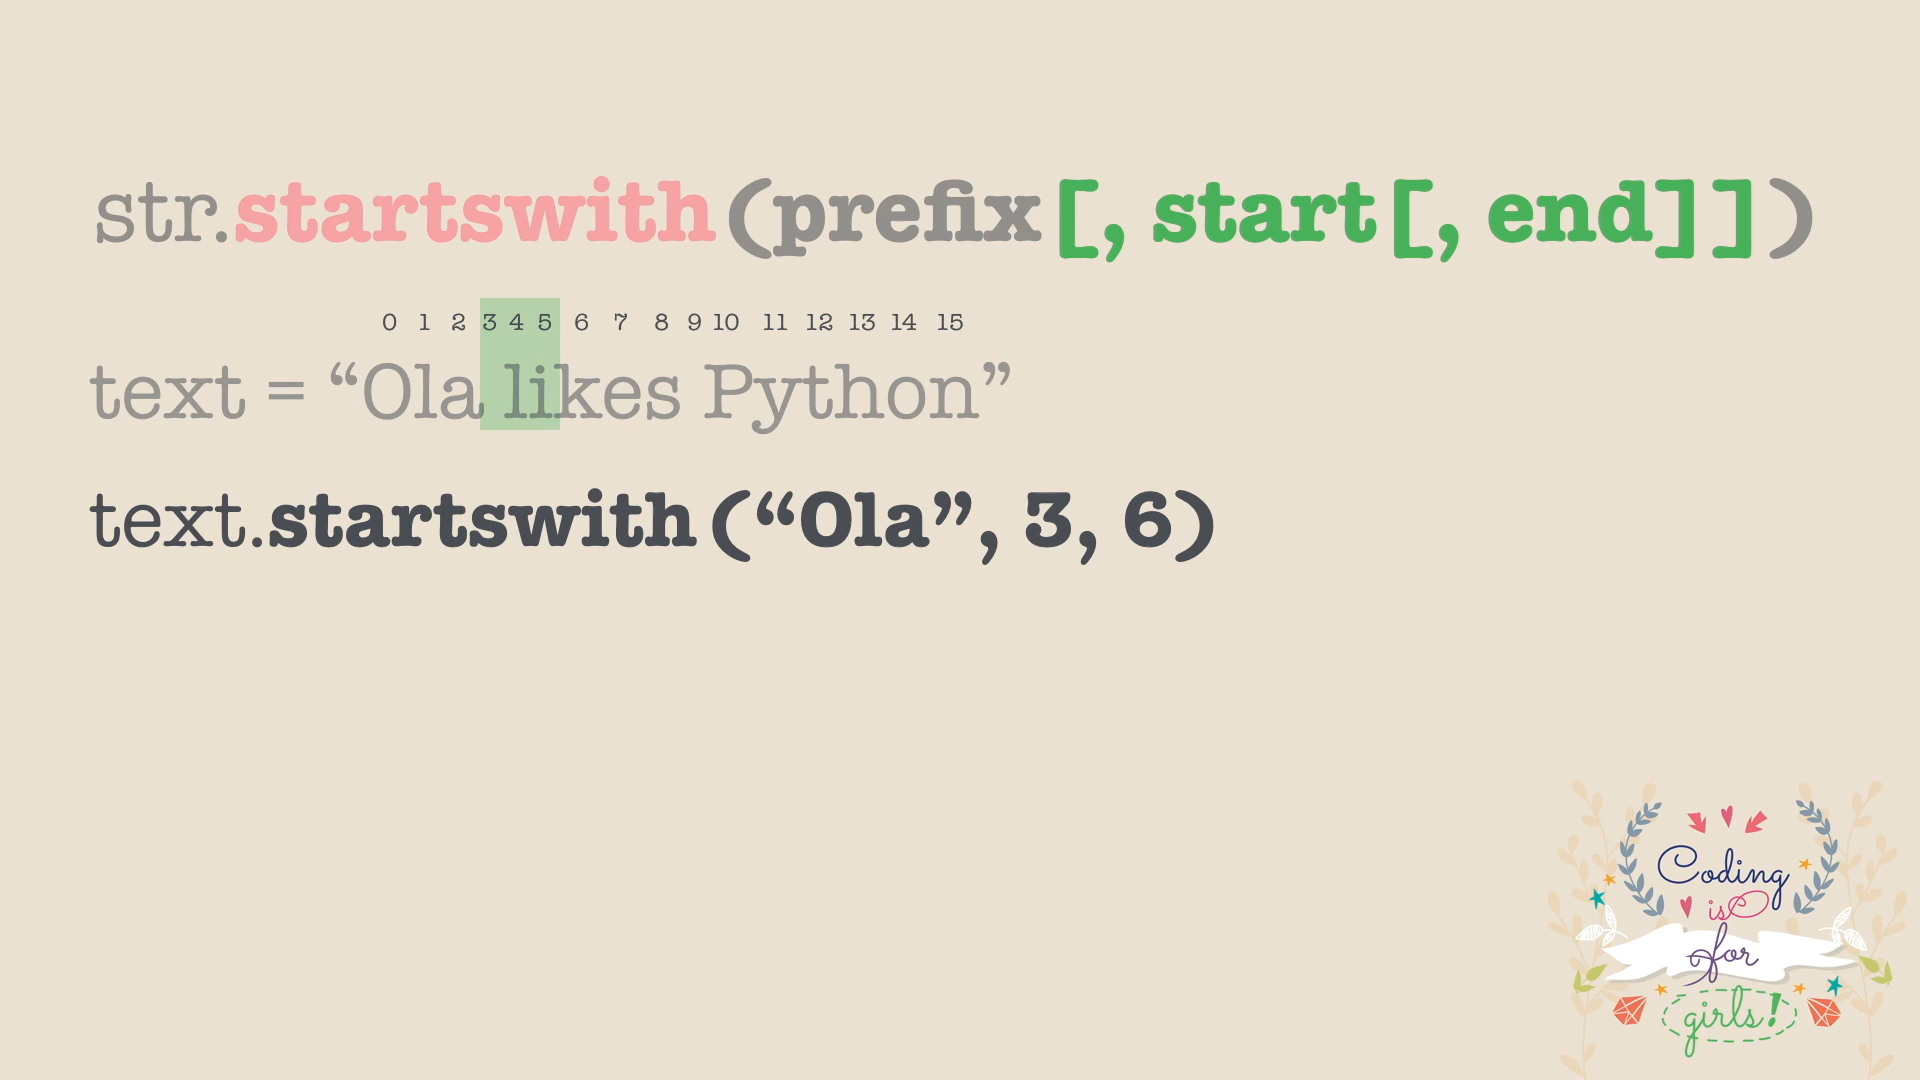 str.startswith(prefix[, start[, end]])
0 1 2 3 4 5 6 7 8 9 10 11 12 13 14 15
text = “Ola likes Python”
text.startswith(“Ola”, 3, 6)
Coding
is
for
girls!